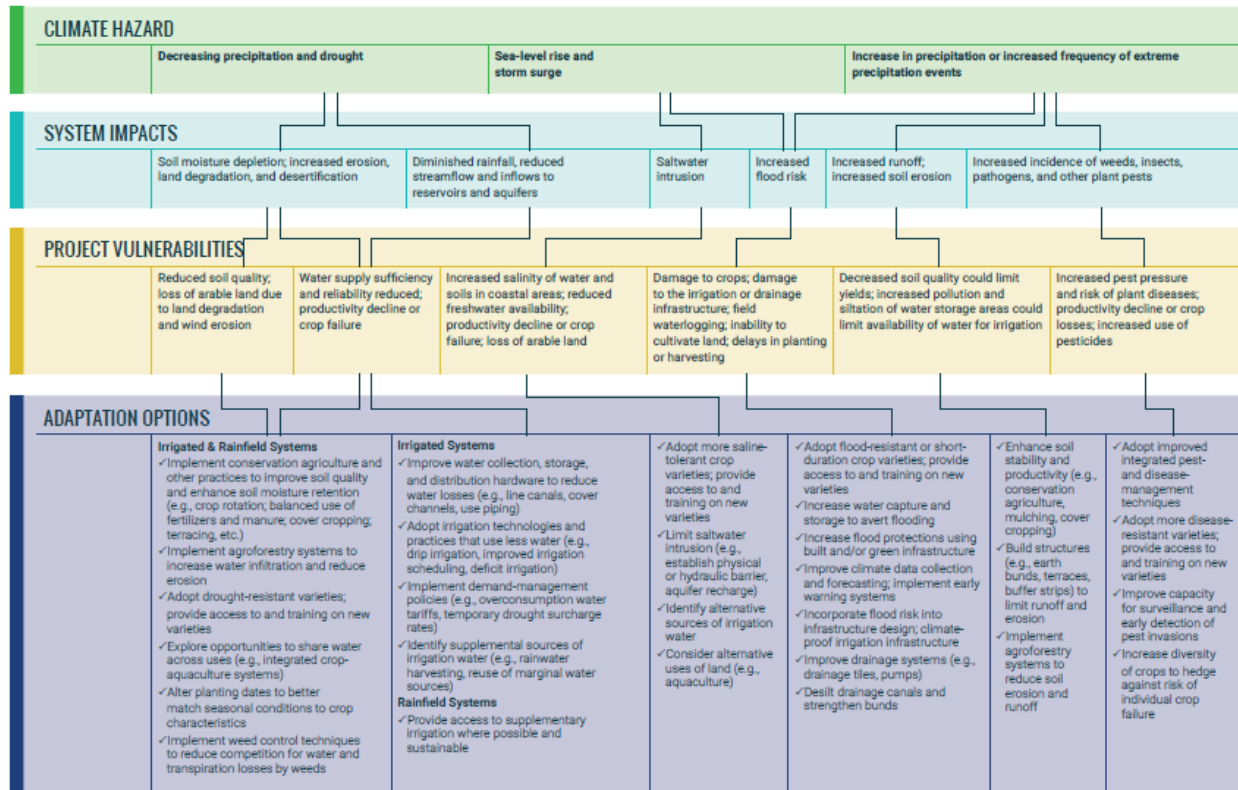 CLIMATE HAZARD
Decreasing precipitation and drought
Sea-level rise and
storm surge
Increase in precipitation or increased frequency of extreme
precipitation events
SYSTEM IMPACTS
Soil moisture depletion; increased erosion,
land degradation, and desertification
Diminished rainfall, reduced
streamflow and inflows to
reservoirs and aquifers
Saltwater
intrusion
Increased
flood risk
Increased runoff;
increased soil erosion
Increased incidence of weeds, insects,
pathogens, and other plant pests
PROJECT VULNERABILITIES
Reduced soil quality;
loss of arable land due
to land degradation
and wind erosion
Water supply sufficiency
and reliability reduced;
productivity decline or
crop failure
Increased salinity of water and
soils in coastal areas; reduced
freshwater availability;
productivity decline or crop
failure; loss of arable land
Damage to crops; damage
to the irrigation or drainage
infrastructure; field
waterlogging; inability to
cultivate land; delays in planting
or harvesting
Decreased soil quality could limit
yields; increased pollution and
siltation of water storage areas could
limit availability of water for irrigation
Increased pest pressure
and risk of plant diseases;
productivity decline or crop
losses; increased use of
pesticides
ADAPTATION OPTIONS
Irrigated & Rainfield Systems
✓Implement conservation agriculture and
other practices to improve soil quality
and enhance soil moisture retention
(e.g., crop rotation; balanced use of
fertilizers and manure; cover cropping;
terracing, etc.)
✓Implement agroforestry systems to
increase water infiltration and reduce
erosion
✓Adopt drought-resistant varieties;
provide access to and training on new
varieties
✓Explore opportunities to share water
across uses (e.g., integrated crop-
aquaculture systems)
✓Alter planting dates to better
match seasonal conditions to crop
characteristics
✓Implement weed control techniques
to reduce competition for water and
transpiration losses by weeds
Irrigated Systems
✓Improve water collection, storage,
and distribution hardware to reduce
water losses (e.g., line canals, cover
channels, use piping)
✓Adopt irrigation technologies and
practices that use less water (e.g.,
drip irrigation, improved irrigation
scheduling, deficit irrigation)
✓Implement demand-management
policies (e.g., overconsumption water
tariffs, temporary drought surcharge
rates)
✓Identify supplemental sources of
irrigation water (e.g., rainwater
harvesting, reuse of marginal water
sources)
Rainfield Systems
✓Provide access to supplementary
irrigation where possible and
sustainable
✓Adopt more saline-
tolerant crop
varieties; provide
access to and
training on new
varieties
✓Limit saltwater
intrusion (e.g.,
establish physical
or hydraulic barrier,
aquifer recharge)
✓Identify alternative
sources of irrigation
water
✓Consider alternative
uses of land (e.g.,
aquaculture)
✓Adopt flood-resistant or short-
duration crop varieties; provide
access to and training on new
varieties
✓Increase water capture and
storage to avert flooding
✓Increase flood protections using
built and/or green infrastructure
✓Improve climate data collection
and forecasting; implement early
warning systems
✓Incorporate flood risk into
infrastructure design; climate-
proof irrigation infrastructure
✓Improve drainage systems (e.g.,
drainage tiles, pumps)
✓Desilt drainage canals and
strengthen bunds
✓Enhance soil
stability and
productivity (e.g.,
conservation
agriculture,
mulching, cover
cropping)
✓Build structures
(e.g., earth
bunds, terraces,
buffer strips) to
limit runoff and
erosion
✓Implement
agroforestry
systems to
reduce soil
erosion and
runoff
✓Adopt improved
integrated pest-
and disease-
management
techniques
✓Adopt more disease-
resistant varieties;
provide access to
and training on new
varieties
✓Improve capacity
for surveillance and
early detection of
pest invasions
✓Increase diversity
of crops to hedge
against risk of
individual crop
failure